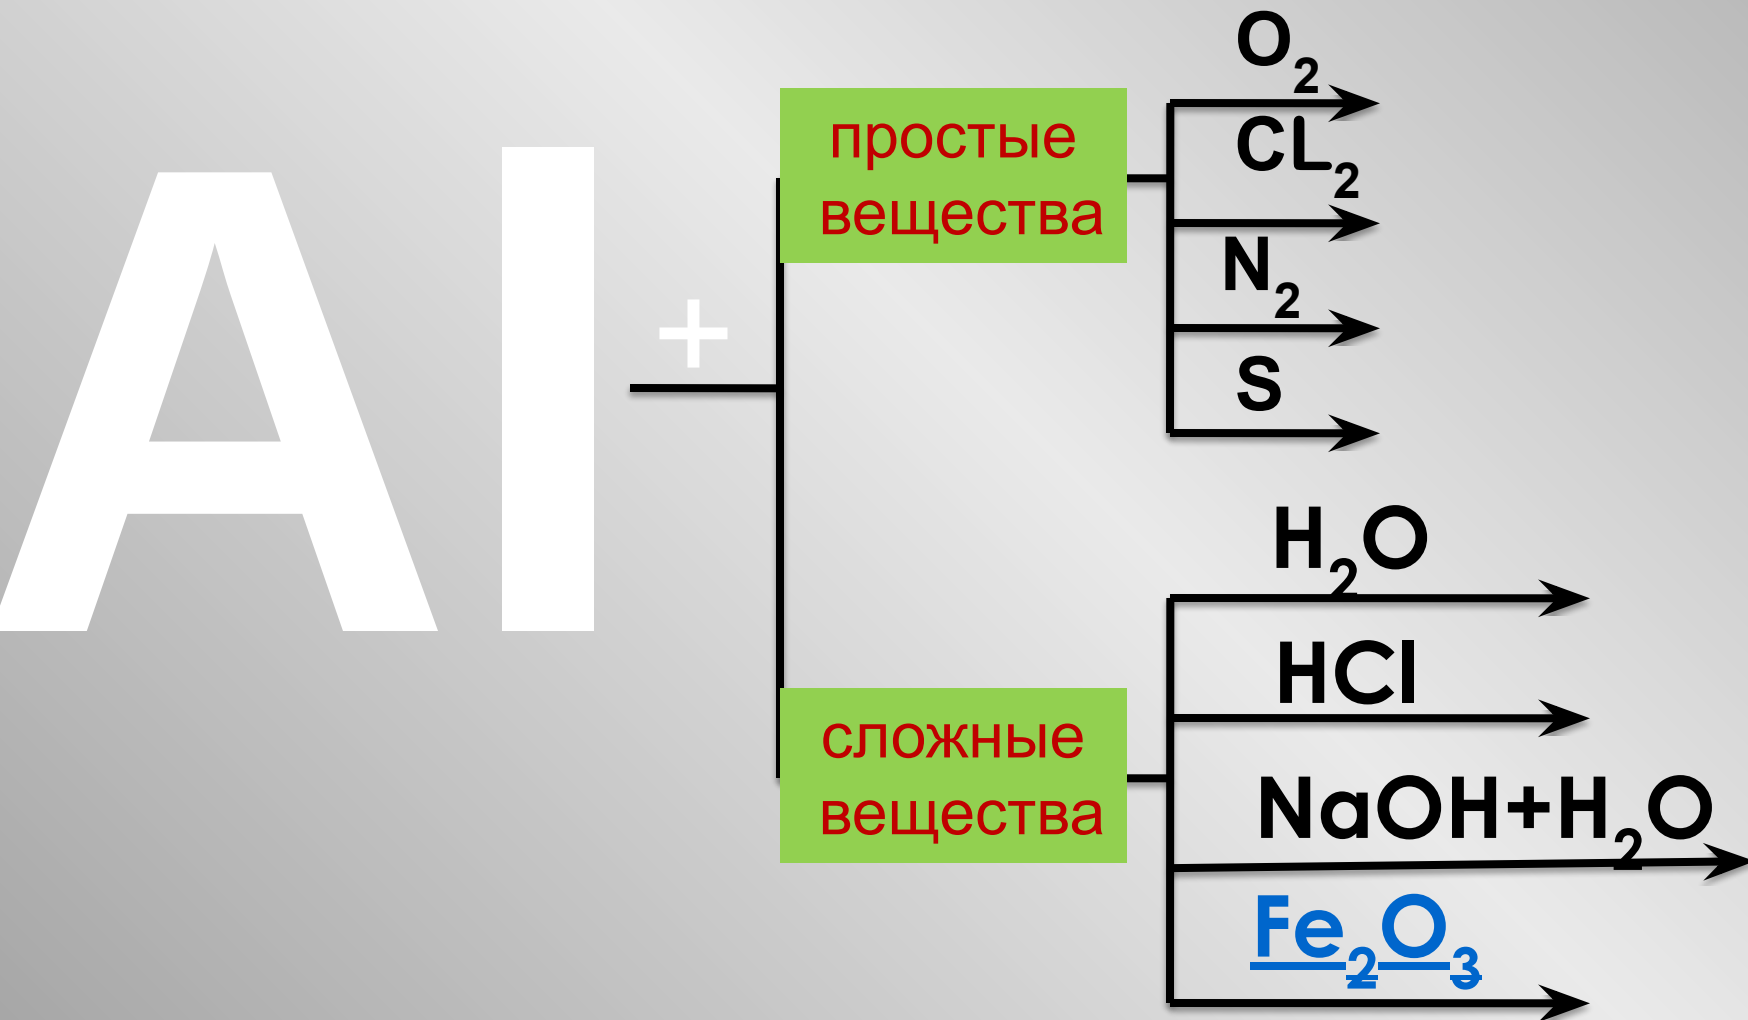 Al
+
простые
вещества
O₂
CL₂
N₂
S
сложные
вещества
H₂O
HCl
NaOH+H₂O
Fe₂O₃